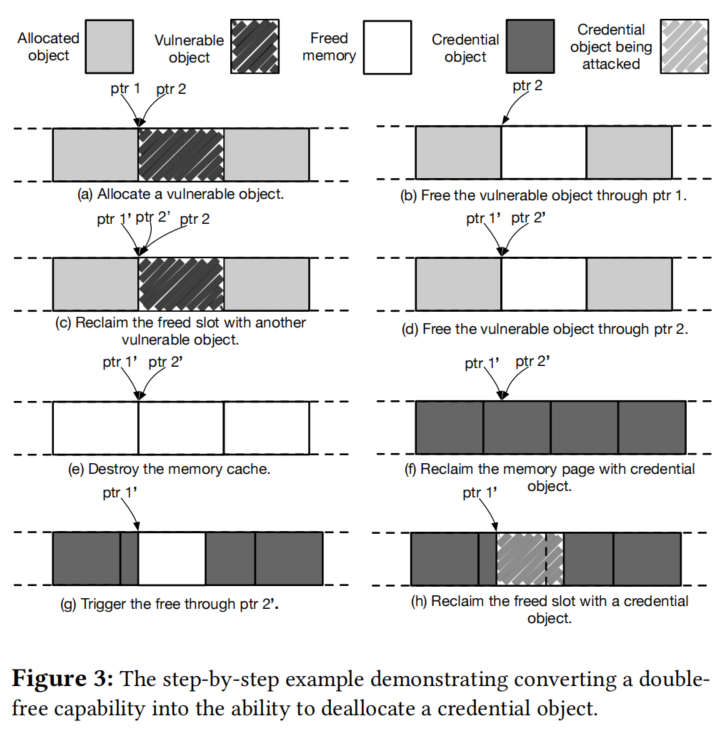 Allocated object
Vulnerable object
Freed memory
Credential object
Credential object being attacked
ptr 1 ptr 2
(a) Allocate a vulnerable object.
ptr 2
(b) Free the vulnerable object through ptr 1.
ptr 1’ ptr 2’ ptr 2
(c) Reclaim the freed slot with another
vulnerable object.
ptr 1’ ptr 2’
(d) Free the vulnerable object through ptr 2.
ptr 1’ ptr 2’
(e) Destroy the memory cache.
ptr 1’ ptr 2’
(f) Reclaim the memory page with credential
object.
ptr 1’
(g) Trigger the free through ptr 2’.
ptr 1’
(h) Reclaim the freed slot with a credential
object.
Figure 3: The step-by-step example demonstrating converting a double-
free capability into the ability to deallocate a credential object.